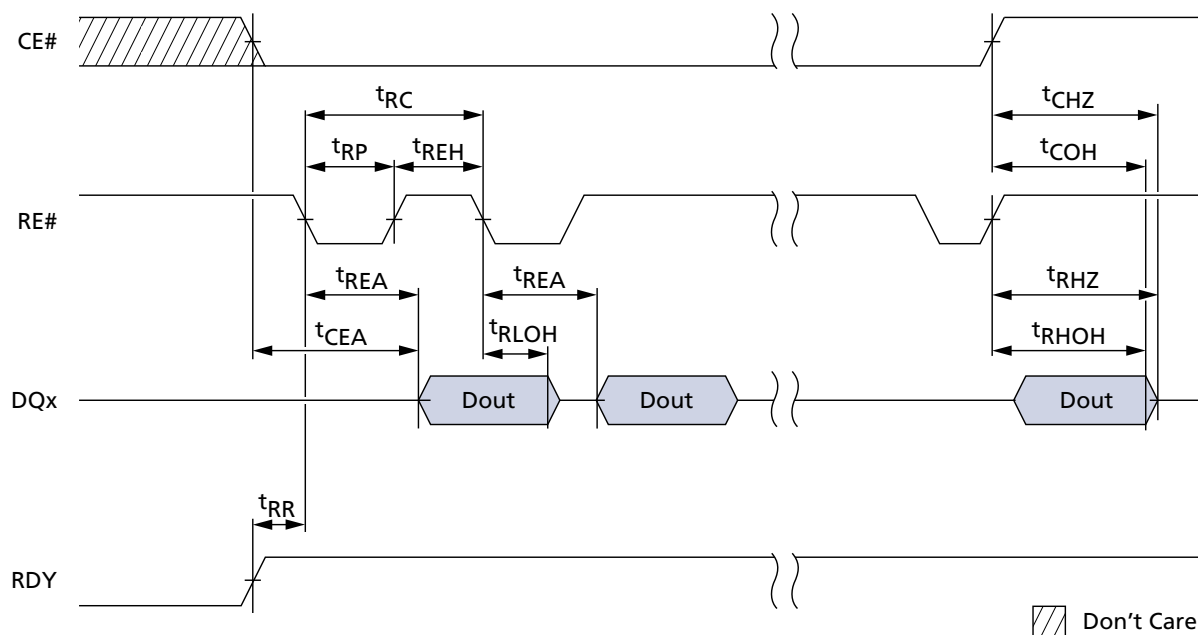 CE#
tRC
tCHZ
tRP
tREH
tCOH
RE#
tREA
tREA
tRHZ
tCEA
tRLOH
tRHOH
DQx
Dout
Dout
Dout
tRR
RDY
Don't Care